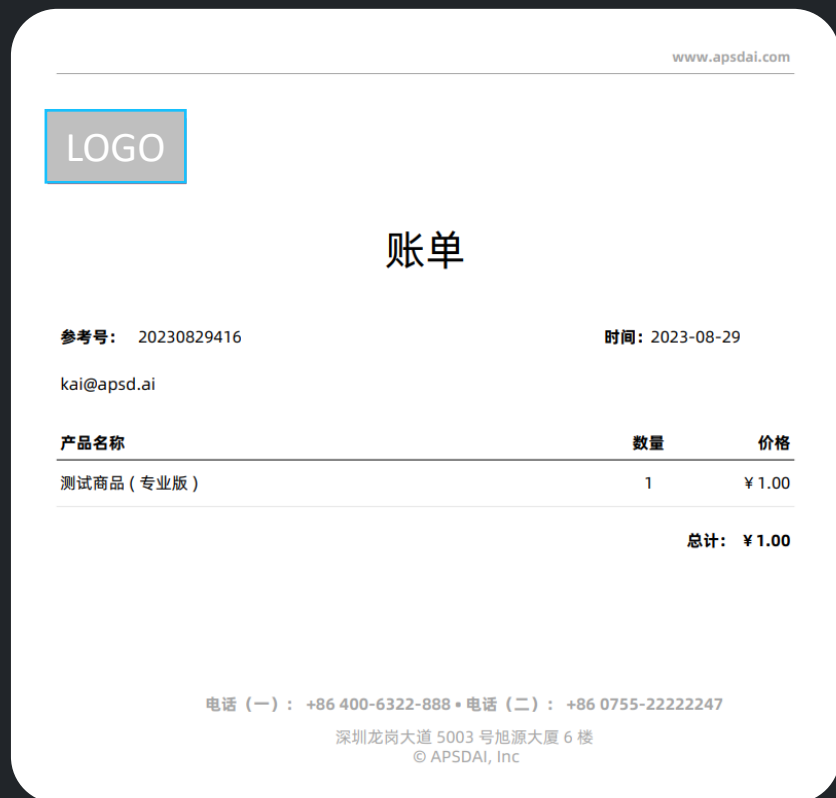 www.apsdai.com
LOGO
账单
参考号： 20230829416 时间：2023-08-29
kai@apsd.ai
产品名称 数量 价格
测试商品 ( 专业版 ) 1 ¥ 1.00
总计： ¥ 1.00
电话（一）： +86 400-6322-888 • 电话（二）： +86 0755-22222247
深圳龙岗大道 5003 号旭源大厦 6 楼
© APSDAI, Inc